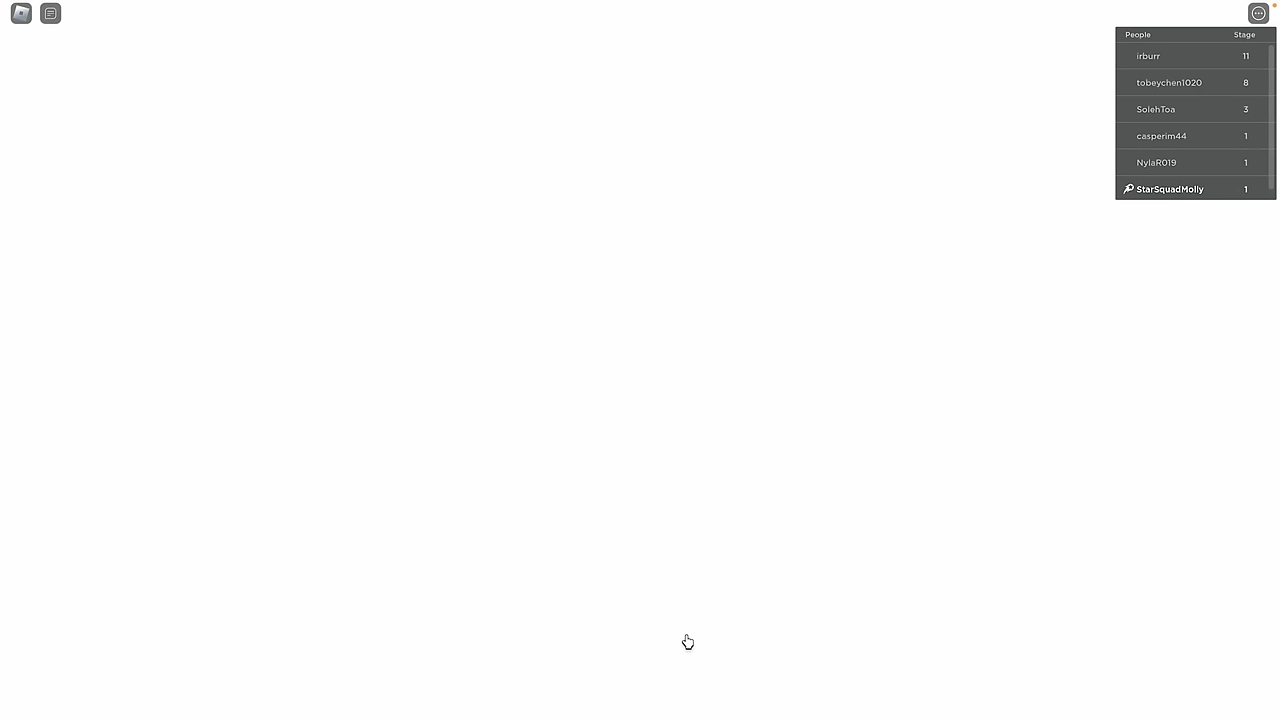 People Stage
irburr 11
tobeychen1020 8
SolehToa 3
casperim44 1
NylaR019 1
StarSquadMolly 1